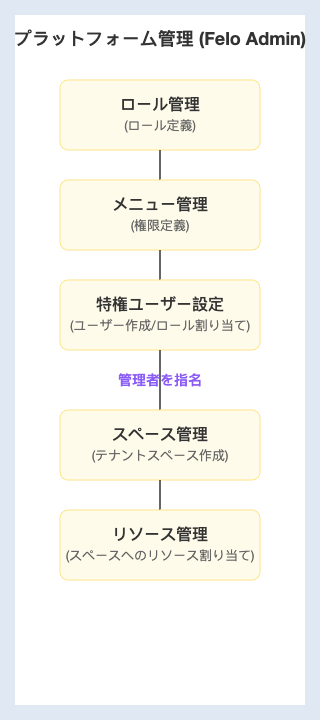 プラットフォーム管理 (Felo Admin)
ロール管理
(ロール定義)
メニュー管理
(権限定義)
特権ユーザー設定
(ユーザー作成/ロール割り当て)
管理者を指名
スペース管理
(テナントスペース作成)
リソース管理
(スペースへのリソース割り当て)